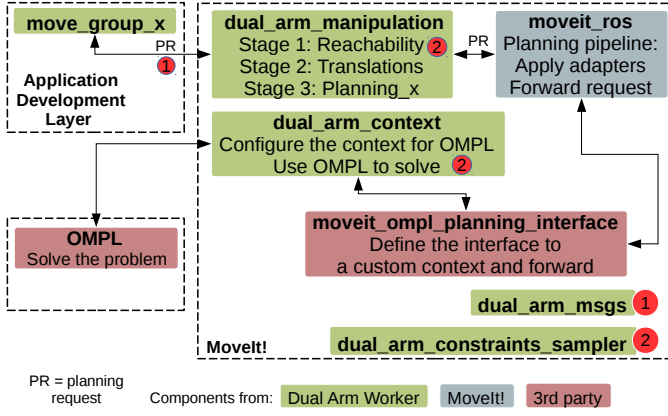 move_group_x
PR
1
Application
Development
Layer
dual_arm_manipulation
Stage 1: Reachability 2
Stage 2: Translations
Stage 3: Planning_x
PR
moveit_ros
Planning pipeline:
Apply adapters
Forward request
dual_arm_context
Configure the context for OMPL
Use OMPL to solve 2
OMPL
Solve the problem
moveit_ompl_planning_interface
Define the interface to
a custom context and forward
dual_arm_msgs 1
dual_arm_constraints_sampler 2
MoveIt!
PR = planning
request
Components from: Dual Arm Worker MoveIt! 3rd party